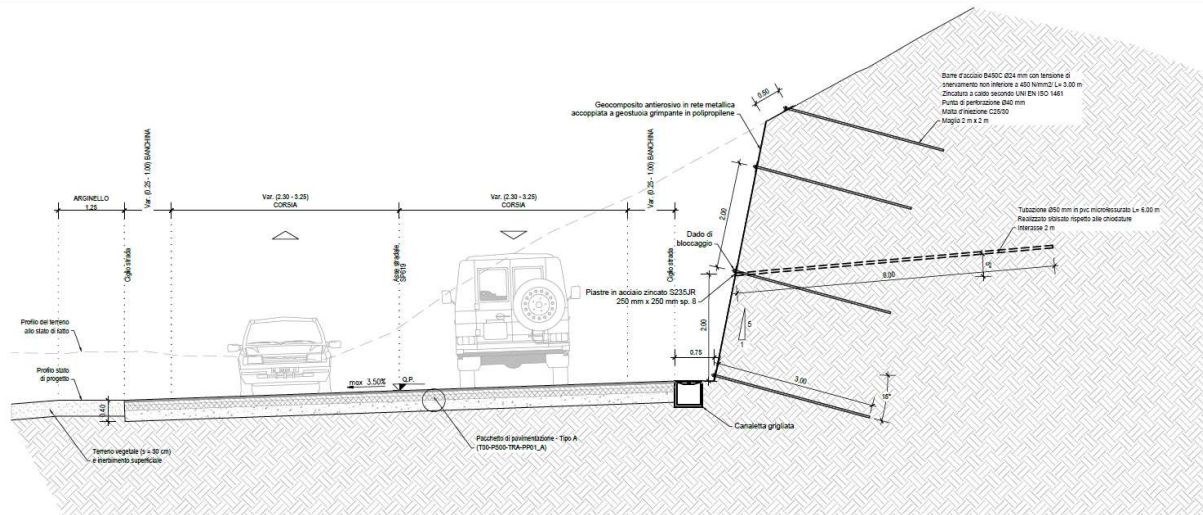 Barre d'acciaio B450C Ø24 mm con tensione di
snervamento non inferiore a 450 N/mm2/ L= 3.00 m
Zincatura a caldo secondo UNI EN ISO 1461
Punta di perforazione Ø40 mm
Malta d'iniezione C25/30
Maglia 2 m x 2 m
0.50
Geocomposito antierosivo in rete metallica
accoppiata a geostuoia grimpante in polipropilene
ARGINELLO
1.25
Var. (0.25 - 1.00) BANCHINA
Var. (2.30 - 3.25)
CORSIA
Var. (2.30 - 3.25)
CORSIA
Var. (0.25 - 1.00) BANCHINA
2.00
Tubazione Ø50 mm in pvc microfessurato L= 6.00 m
Realizzato sfalsato rispetto alle chiodature
Interasse 2 m
Ciglio strada
Asse stradale
SP619
Ciglio strada
Dado di
bloccaggio
5°
6.00
Piastre in acciaio zincato S235JR
250 mm x 250 mm sp. 8
2.00
5
1
Profilo del terreno
allo stato di fatto
0.75
Profilo stato
di progetto
max 3.50%
Q.P.
3.00
15°
0.40
Canaletta grigliata
Pacchetto di pavimentazione - Tipo A
(T00-PS00-TRA-PP01_A)
Terreno vegetale (s = 30 cm)
e inerbimento superficiale